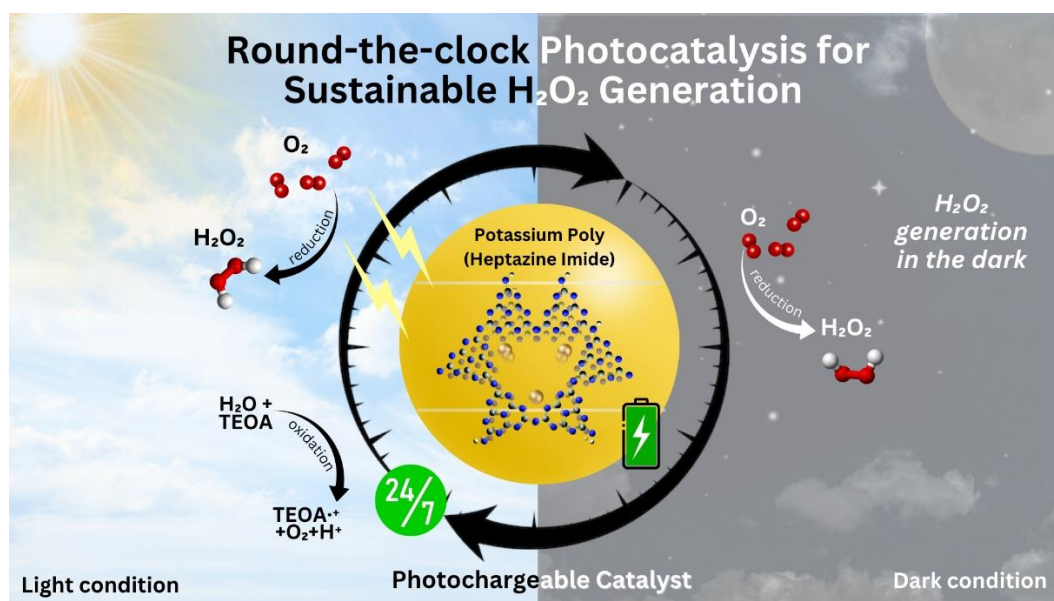 Round-the-clock Photocatalysis for
Sustainable H₂O₂ Generation
O₂
reduction
H₂O₂
H₂O +
TEOA
oxidation
TEOA·⁺
+O₂+H⁺
Potassium Poly
(Heptazine Imide)
24/7
O₂
reduction
H₂O₂
H₂O₂
generation
in the dark
Light condition
Photochargeable Catalyst
Dark condition